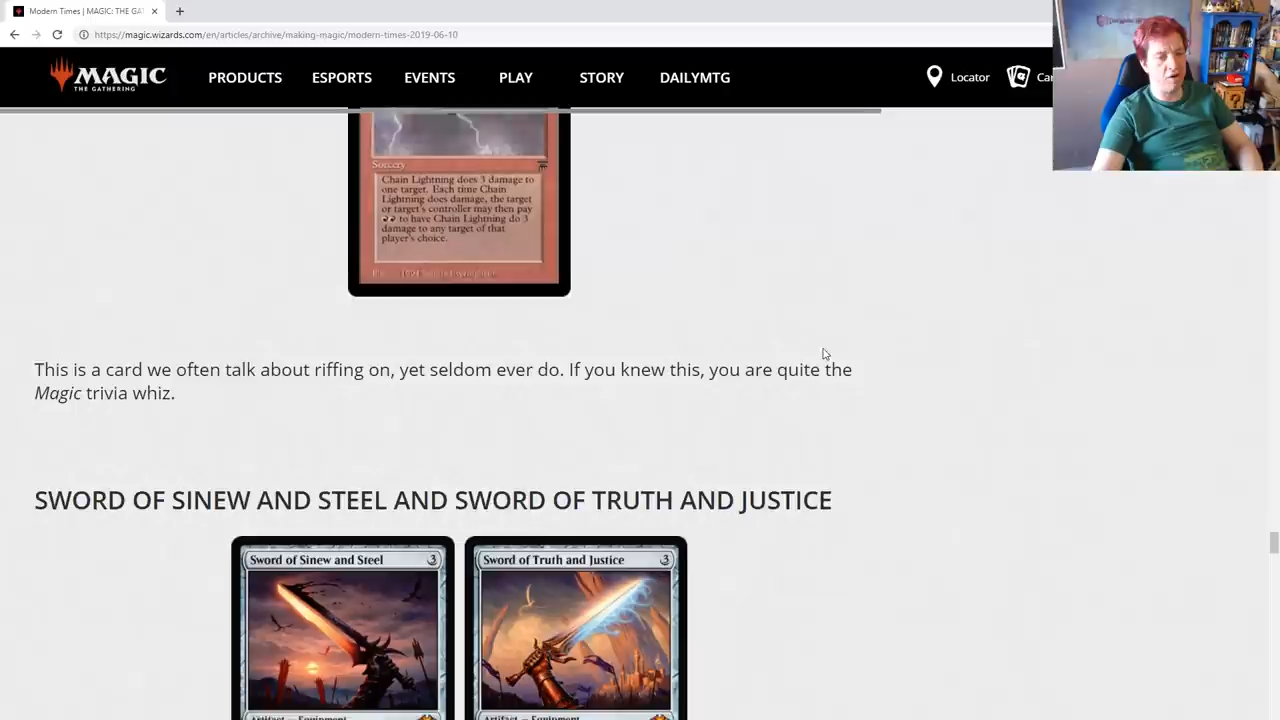 Modern Times | MAGIC: THE GA
https://magic.wizards.com/en/articles/archive/making-magic/modern-times-2019-06-10
MAGIC
THE GATHERING
PRODUCTS
ESPORTS
EVENTS
PLAY
STORY
DAILYMTG
Locator
Sorcery
Chain Lightning does 3 damage to
one target. Each time Chain
Lightning does damage, the target
or target's controller may then pay
to have Chain Lightning do 3
damage to any target of that
player's choice.
This is a card we often talk about riffing on, yet seldom ever do. If you knew this, you are quite the
Magic trivia whiz.
SWORD OF SINEW AND STEEL AND SWORD OF TRUTH AND JUSTICE
Sword of Sinew and Steel 3
Sword of Truth and Justice 3
Artifact — Equipment
Artifact — Equipment